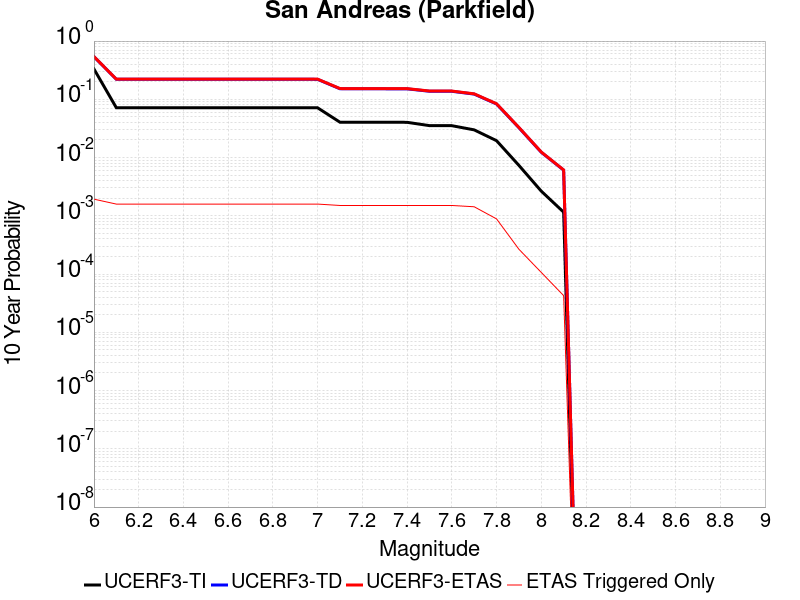 San Andreas (Parkfield)
10^0
10^-1
10^-2
10^-3
10^-4
10^-5
10^-6
10^-7
10^-8
10 Year Probability
6 6.2 6.4 6.6 6.8 7 7.2 7.4 7.6 7.8 8 8.2 8.4 8.6 8.8 9
Magnitude
UCERF3-TI UCERF3-TD UCERF3-ETAS ETAS Triggered Only